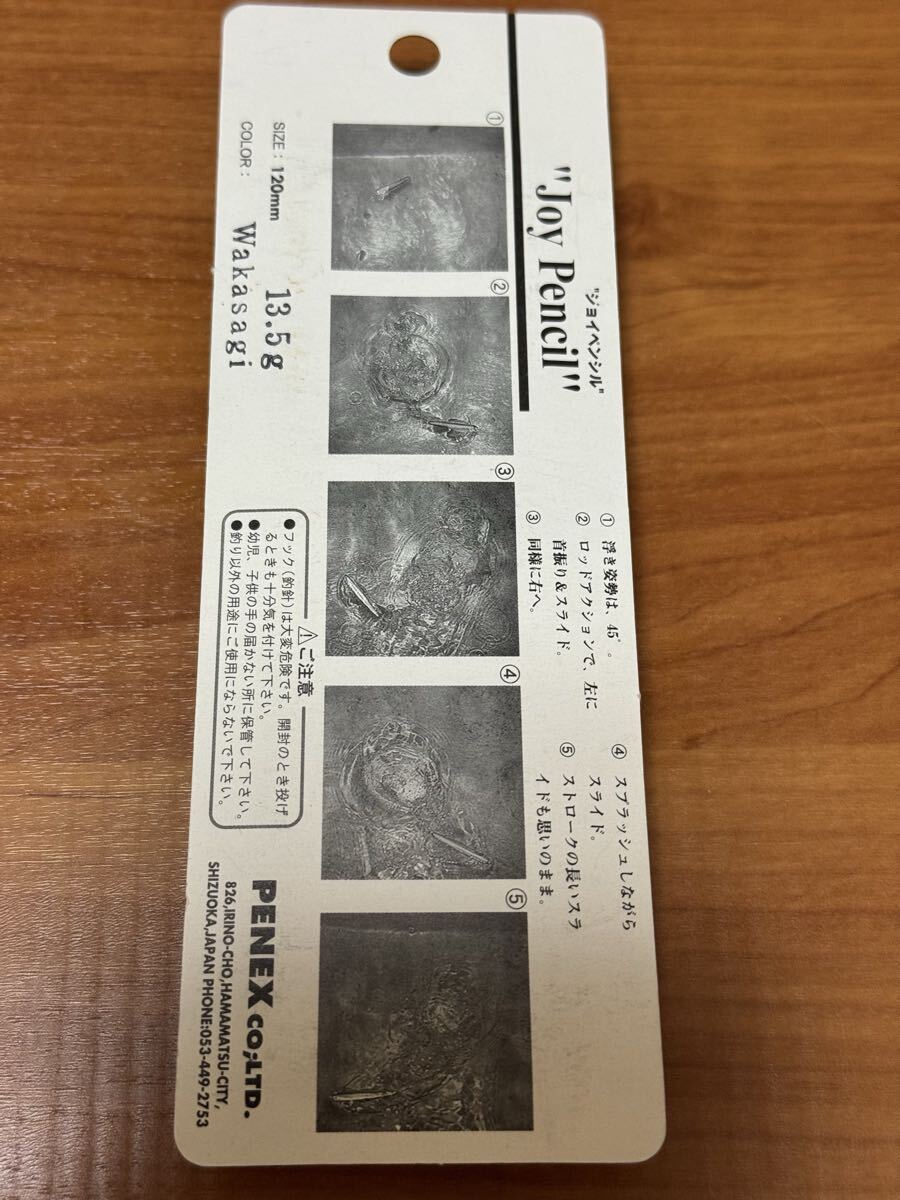 "ジョイペンシル"
"Joy Pencil"
① 浮き姿勢は、45°。
② ロッドアクションで、左に
首振り&スライド。
③ 同様に右へ。
④ スプラッシュしながら
スライド。
⑤ ストロークの長いスラ
イドも思いのまま。
①
②
③
④
⑤
SIZE: 120mm 13.5g
COLOR: Wakasagi
⚠ご注意
●フック(釣針)は大変危険です。開封のとき投げ
るときも十分気を付けて下さい。
●幼児、子供の手の届かない所に保管して下さい。
●釣り以外の用途にご使用にならないで下さい。
PENEX CO;LTD.
826,IRINO-CHO,HAMAMATSU-CITY,
SHIZUOKA,JAPAN PHONE:053-449-2753